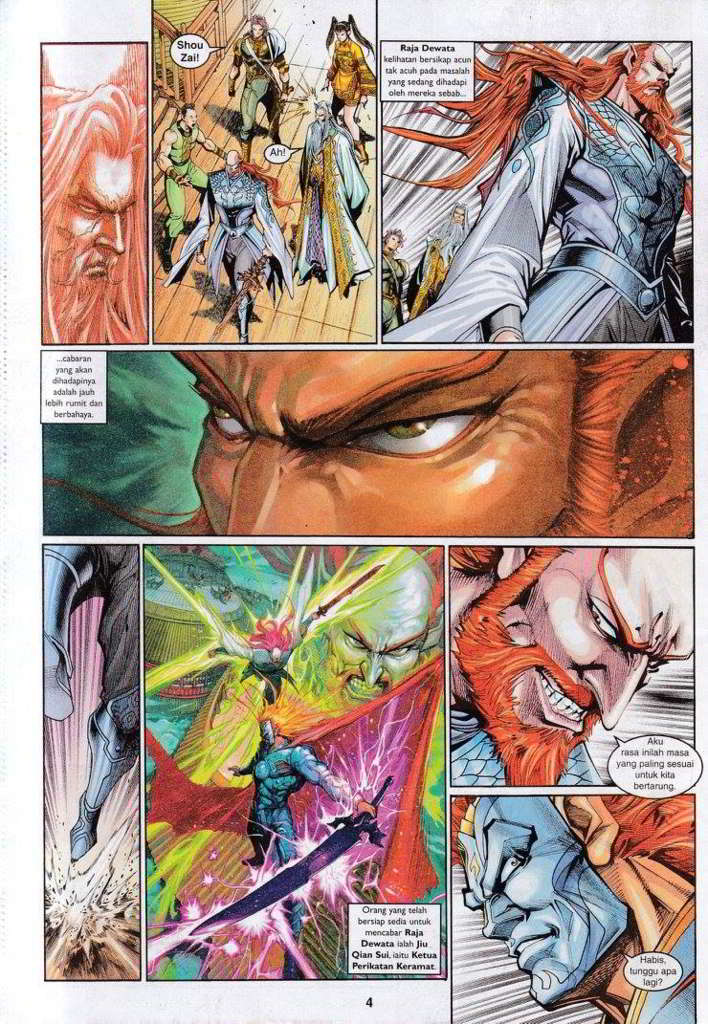 Shou
Zai!
Ah!
Raja Dewata
kelihatan bersikap acun
tak acuh pada masalah
yang sedang dihadapi
oleh mereka sebab...
...cabaran
yang akan
dihadapinya
adalah jauh
lebih rumit dan
berbahaya.
Orang yang telah
bersiap sedia untuk
mencabar Raja
Dewata ialah Jiu
Qian Sui, iaitu Ketua
Perikatan Keramat.
Aku
rasa inilah masa
yang paling sesuai
untuk kita
bertarung.
Habis,
tunggu apa
lagi?
4